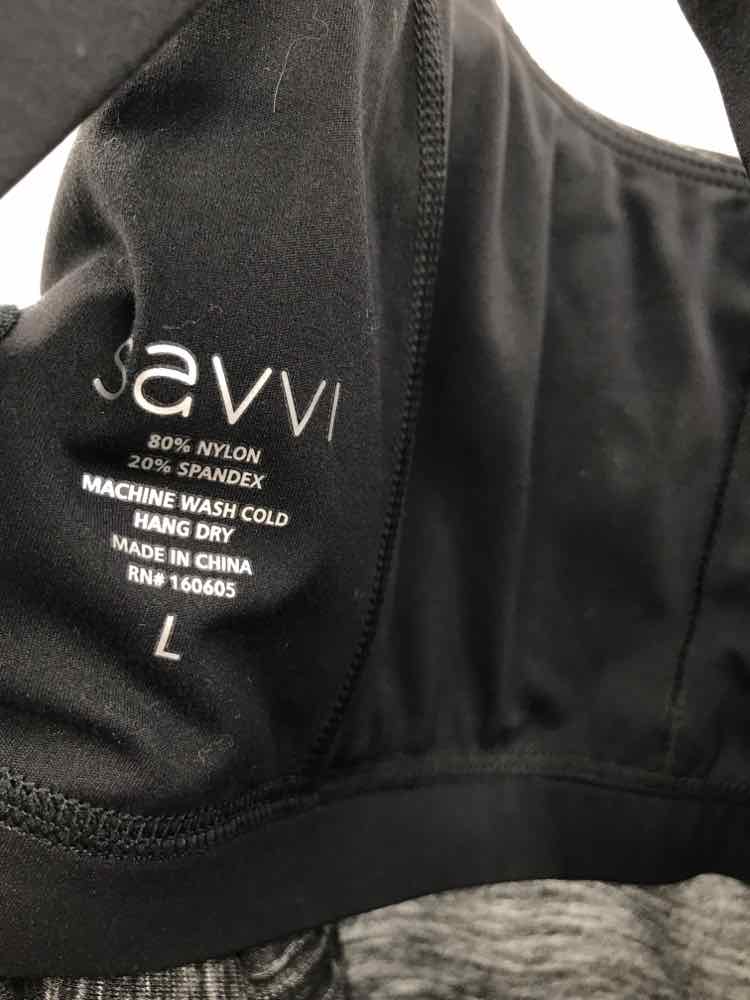 savvi
80% NYLON
20% SPANDEX
MACHINE WASH COLD
HANG DRY
MADE IN CHINA
RN# 160605
L